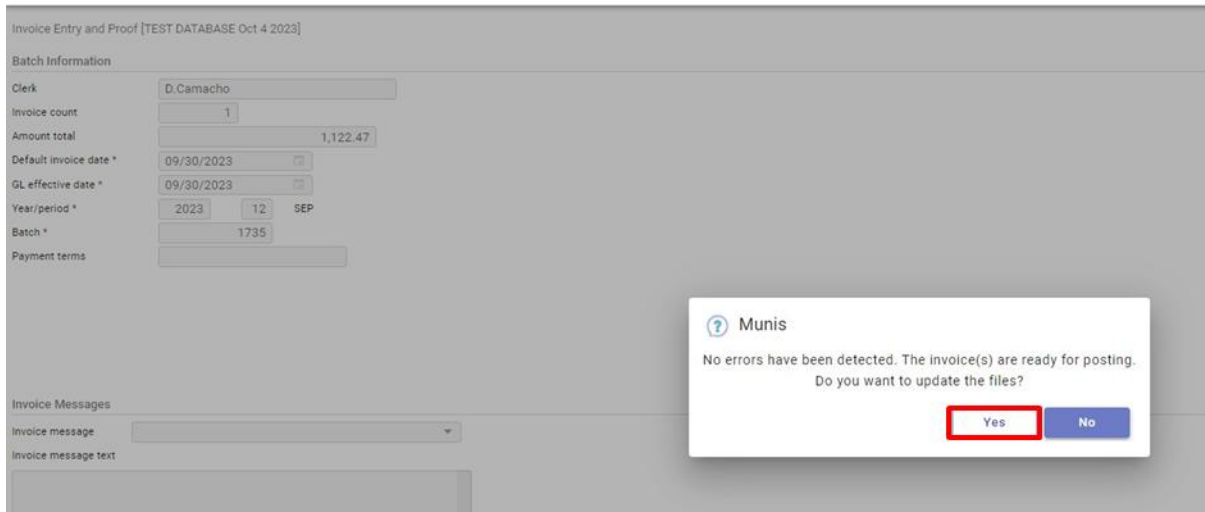 Invoice Entry and Proof [TEST DATABASE Oct 4 2023]
Batch Information
Clerk D.Camacho
Invoice count 1
Amount total 1,122.47
Default invoice date * 09/30/2023
GL effective date * 09/30/2023
Year/period * 2023 12 SEP
Batch * 1735
Payment terms
Munis
No errors have been detected. The invoice(s) are ready for posting.
Do you want to update the files?
Yes No
Invoice Messages
Invoice message
Invoice message text